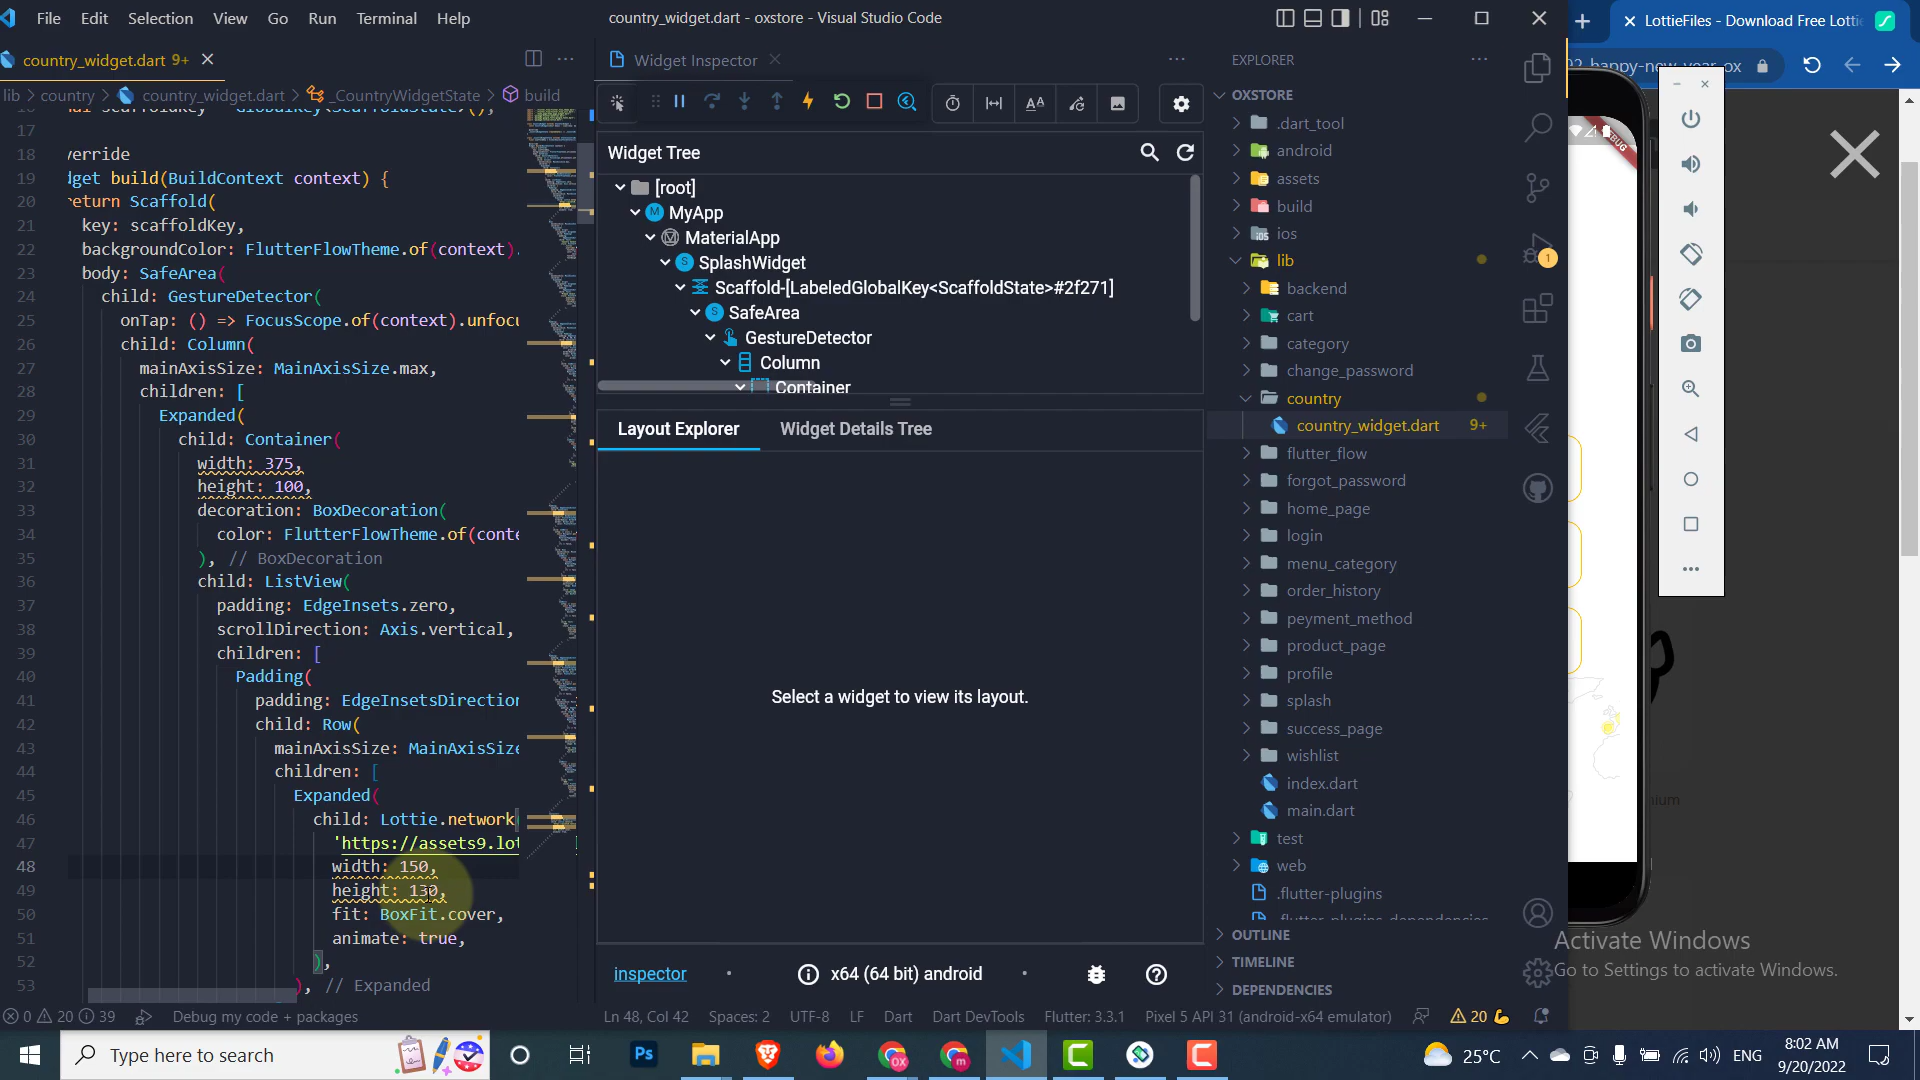 File Edit Selection View Go Run Terminal Help
country_widget.dart - oxstore - Visual Studio Code
LottieFiles - Download Free Lottie
country_widget.dart 9+
Widget Inspector
EXPLORER
happy-new-year_ox
lib > country > country_widget.dart > _CountryWidgetState > build
OXSTORE
17
18 verride
19 dget build(BuildContext context) {
20 return Scaffold(
21 key: scaffoldKey,
22 backgroundColor: FlutterFlowTheme.of(context).
23 body: SafeArea(
24 child: GestureDetector(
25 onTap: () => FocusScope.of(context).unfocu
26 child: Column(
27 mainAxisSize: MainAxisSize.max,
28 children: [
29 Expanded(
30 child: Container(
31 width: 375,
32 height: 100,
33 decoration: BoxDecoration(
34 color: FlutterFlowTheme.of(conte
35 ), // BoxDecoration
36 child: ListView(
37 padding: EdgeInsets.zero,
38 scrollDirection: Axis.vertical,
39 children: [
40 Padding(
41 padding: EdgeInsetsDirection
42 child: Row(
43 mainAxisSize: MainAxisSize
44 children: [
45 Expanded(
46 child: Lottie.network(
47 'https://assets9.lot
48 width: 150,
49 height: 130,
50 fit: BoxFit.cover,
51 animate: true,
52 ),
53 ), // Expanded
Widget Tree
[root]
MyApp
MaterialApp
SplashWidget
Scaffold-[LabeledGlobalKey<ScaffoldState>#2f271]
SafeArea
GestureDetector
Column
Container
Layout Explorer
Widget Details Tree
Select a widget to view its layout.
inspector
x64 (64 bit) android
.dart_tool
android
assets
build
ios
lib
backend
cart
category
change_password
country
country_widget.dart 9+
flutter_flow
forgot_password
home_page
login
menu_category
order_history
peyment_method
product_page
profile
splash
success_page
wishlist
index.dart
main.dart
test
web
.flutter-plugins
.flutter-plugins-dependencies
OUTLINE
TIMELINE
DEPENDENCIES
1
Activate Windows
Go to Settings to activate Windows.
0 20 39 Debug my code + packages
Ln 48, Col 42 Spaces: 2 UTF-8 LF Dart Dart DevTools Flutter: 3.3.1 Pixel 5 API 31 (android-x64 emulator) 20
Type here to search
Ps
25°C
ENG
8:02 AM
9/20/2022